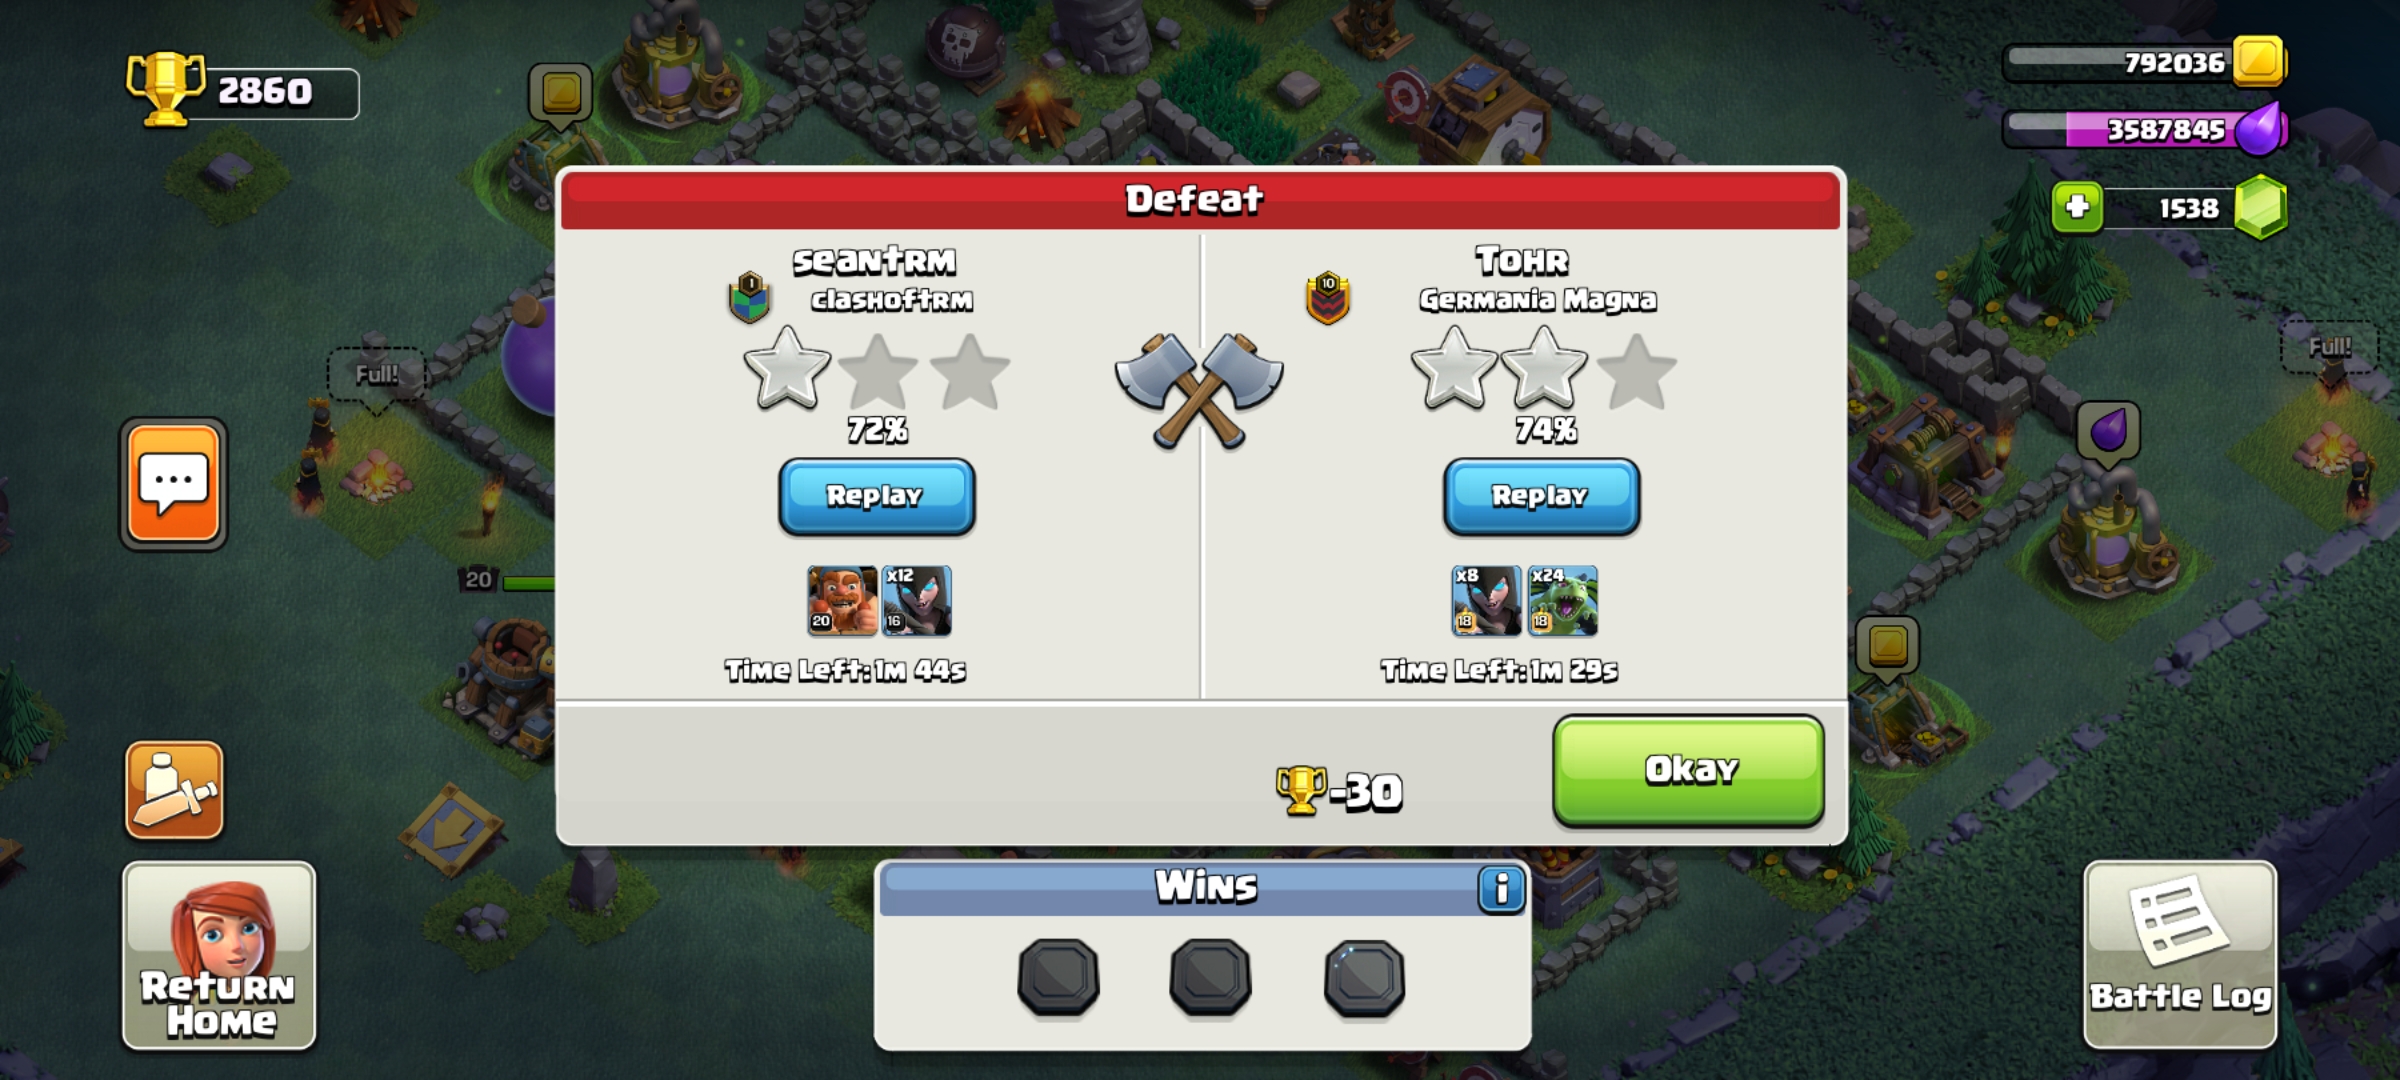 2860
792036
3587845
1538
Defeat
seantrm
clashoftrm
1
72%
Replay
x12
20
16
Time Left:1m 44s
Tohr
Germania Magna
10
74%
Replay
x8
x24
18
18
Time Left:1m 29s
Full!
Full!
20
-30
Okay
Wins
i
Return
Home
Battle Log